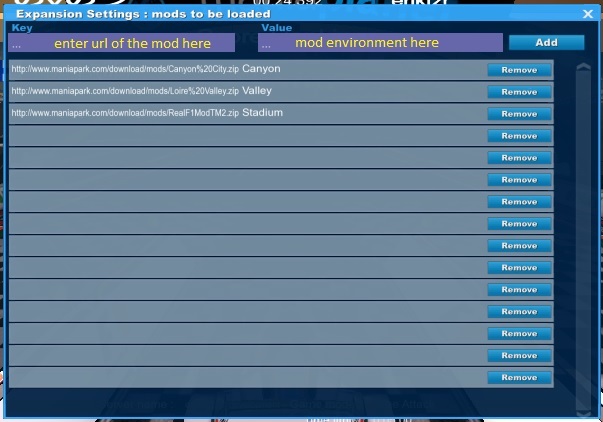 Expansion Settings : mods to be loaded X
Key Value
... enter url of the mod here ... mod environment here Add
http://www.maniapark.com/download/mods/Canyon%20City.zip Canyon Remove
http://www.maniapark.com/download/mods/Loire%20Valley.zip Valley Remove
http://www.maniapark.com/download/mods/RealF1ModTM2.zip Stadium Remove
Remove
Remove
Remove
Remove
Remove
Remove
Remove
Remove
Remove
Remove
Remove
Remove